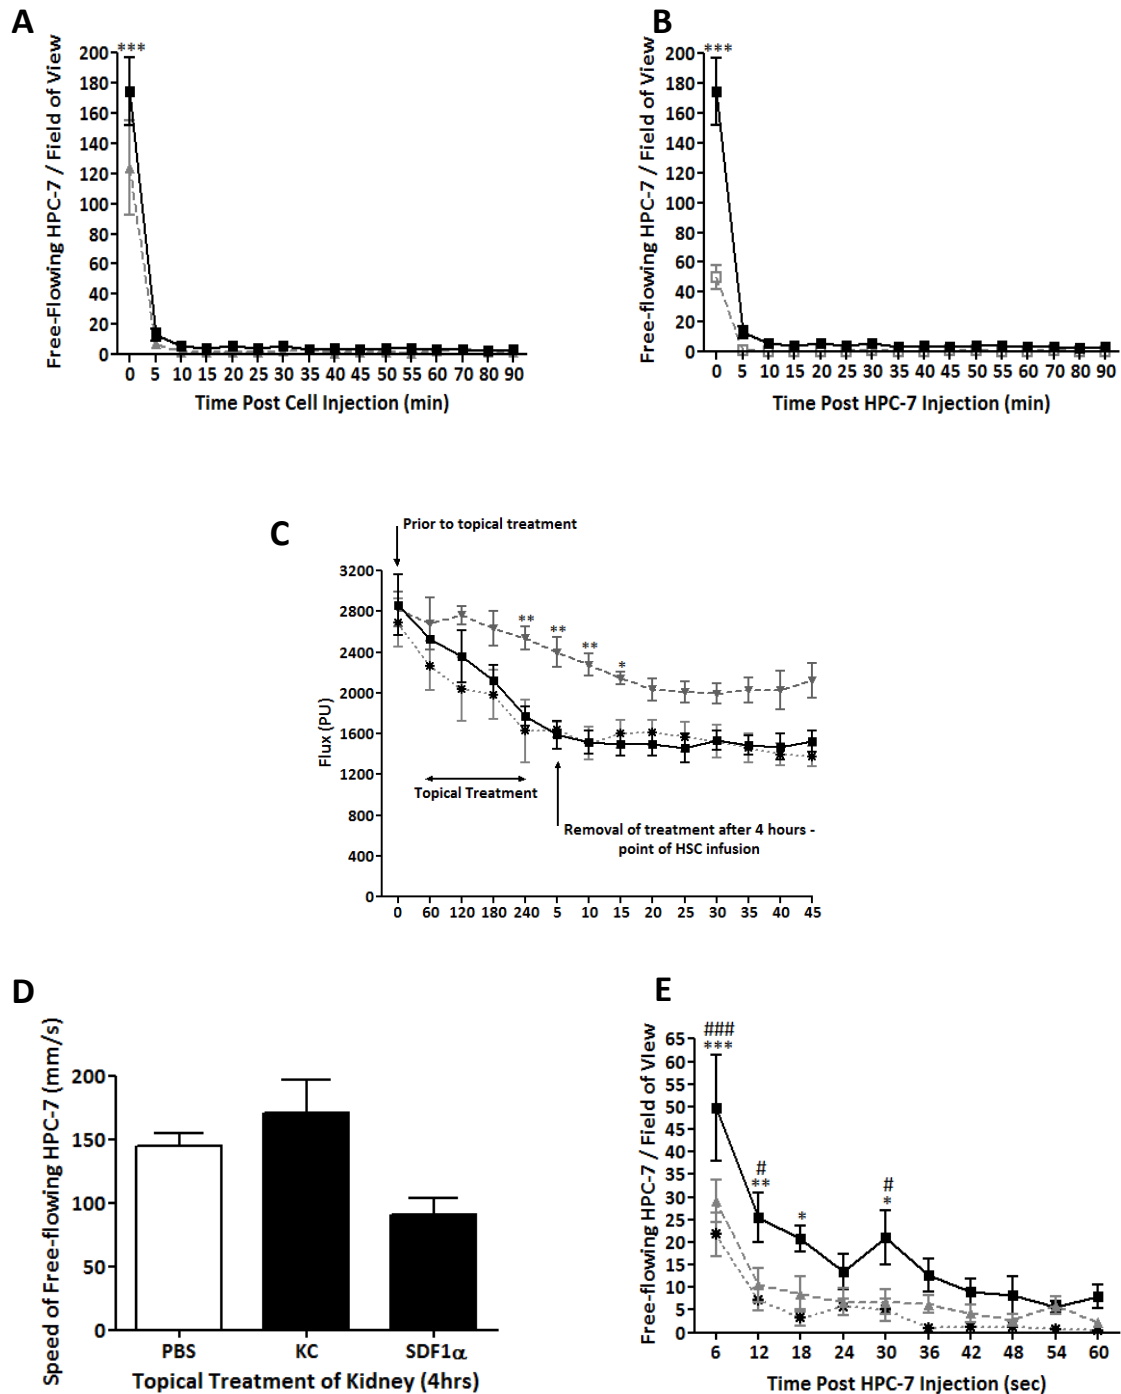 A
Free-Flowing HPC-7 / Field of View
***
200
180
160
140
120
100
80
60
40
20
0
0 5 10 15 20 25 30 35 40 45 50 55 60 70 80 90
Time Post Cell Injection (min)
B
Free-flowing HPC-7 / Field of View
***
200
180
160
140
120
100
80
60
40
20
0
0 5 10 15 20 25 30 35 40 45 50 55 60 70 80 90
Time Post HPC-7 Injection (min)
C
Prior to topical treatment
Flux (PU)
3200
2800
2400
2000
1600
1200
800
400
0
** ** ** *
Topical Treatment
Removal of treatment after 4 hours -
point of HSC infusion
0 60 120 180 240 5 10 15 20 25 30 35 40 45
D
Speed of Free-flowing HPC-7 (mm/s)
200
150
100
50
0
PBS KC SDF1α
Topical Treatment of Kidney (4hrs)
E
Free-flowing HPC-7 / Field of VIew
65
60
55
50
45
40
35
30
25
20
15
10
5
0
###
***
#
**
*
#
*
6 12 18 24 30 36 42 48 54 60
Time Post HPC-7 Injection (sec)